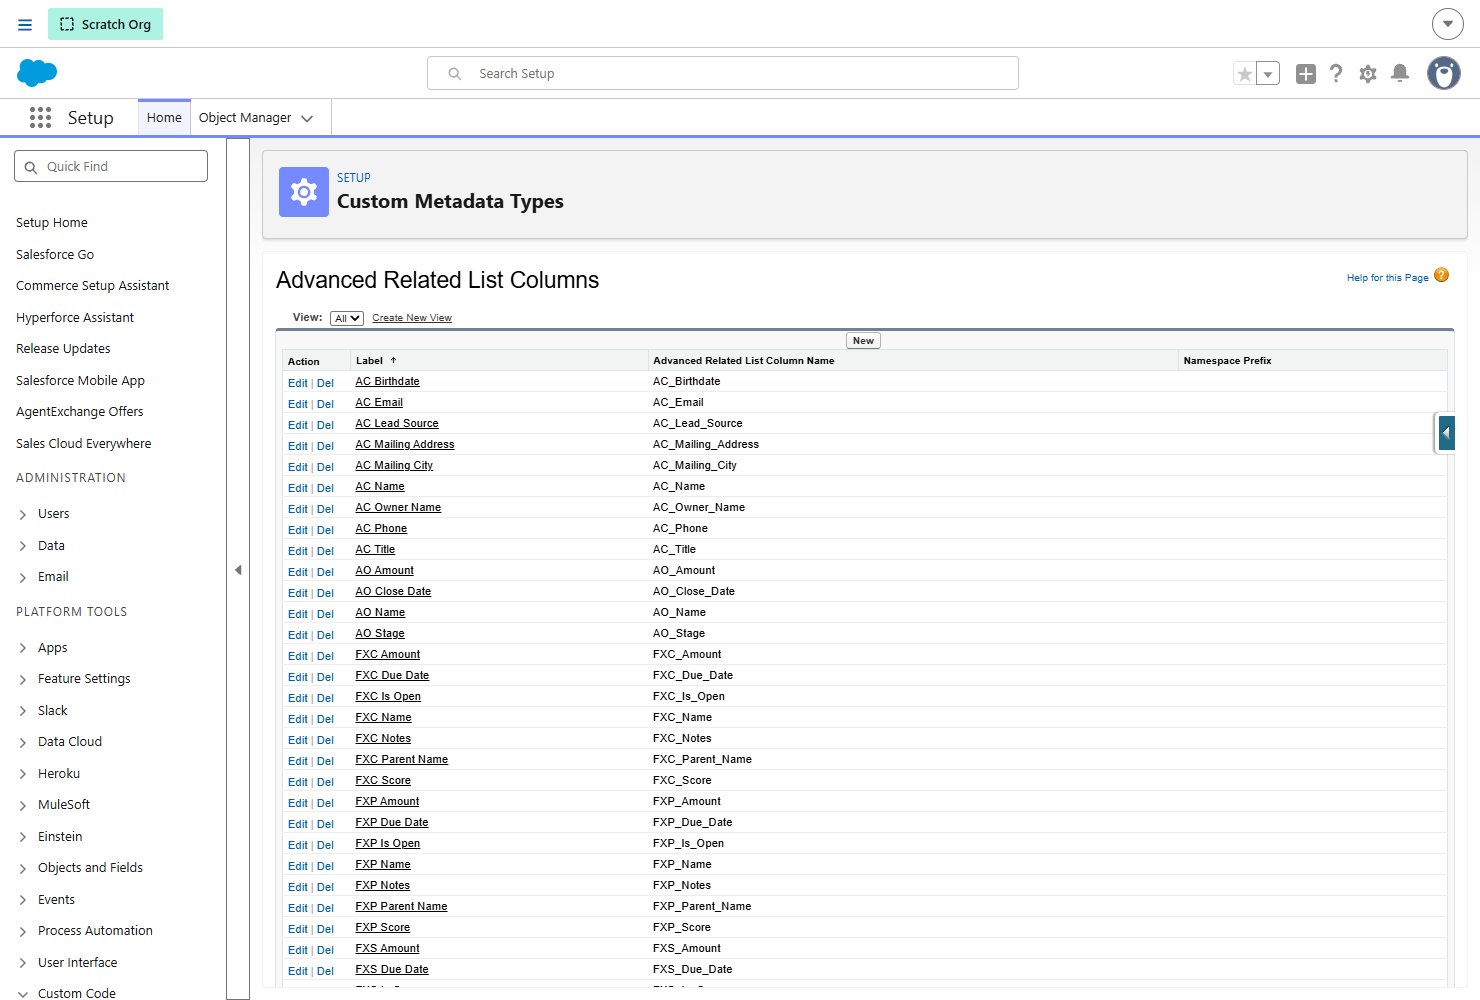 Scratch Org
Search Setup
Setup
Home
Object Manager
Quick Find
Setup Home
Salesforce Go
Commerce Setup Assistant
Hyperforce Assistant
Release Updates
Salesforce Mobile App
AgentExchange Offers
Sales Cloud Everywhere
ADMINISTRATION
Users
Data
Email
PLATFORM TOOLS
Apps
Feature Settings
Slack
Data Cloud
Heroku
MuleSoft
Einstein
Objects and Fields
Events
Process Automation
User Interface
Custom Code
SETUP
Custom Metadata Types
Advanced Related List Columns
Help for this Page
View: All Create New View
New
Action Label Advanced Related List Column Name Namespace Prefix
Edit | Del AC Birthdate AC_Birthdate
Edit | Del AC Email AC_Email
Edit | Del AC Lead Source AC_Lead_Source
Edit | Del AC Mailing Address AC_Mailing_Address
Edit | Del AC Mailing City AC_Mailing_City
Edit | Del AC Name AC_Name
Edit | Del AC Owner Name AC_Owner_Name
Edit | Del AC Phone AC_Phone
Edit | Del AC Title AC_Title
Edit | Del AO Amount AO_Amount
Edit | Del AO Close Date AO_Close_Date
Edit | Del AO Name AO_Name
Edit | Del AO Stage AO_Stage
Edit | Del FXC Amount FXC_Amount
Edit | Del FXC Due Date FXC_Due_Date
Edit | Del FXC Is Open FXC_Is_Open
Edit | Del FXC Name FXC_Name
Edit | Del FXC Notes FXC_Notes
Edit | Del FXC Parent Name FXC_Parent_Name
Edit | Del FXC Score FXC_Score
Edit | Del FXP Amount FXP_Amount
Edit | Del FXP Due Date FXP_Due_Date
Edit | Del FXP Is Open FXP_Is_Open
Edit | Del FXP Name FXP_Name
Edit | Del FXP Notes FXP_Notes
Edit | Del FXP Parent Name FXP_Parent_Name
Edit | Del FXP Score FXP_Score
Edit | Del FXS Amount FXS_Amount
Edit | Del FXS Due Date FXS_Due_Date